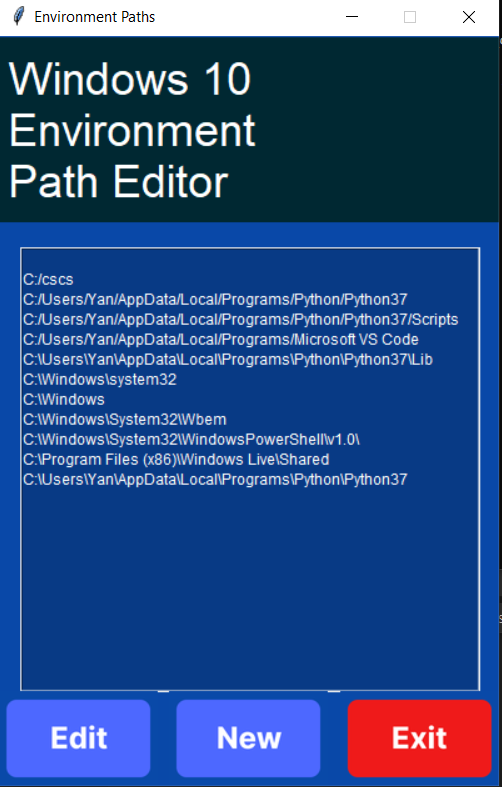 Environment Paths
Windows 10
Environment
Path Editor
C:/cscs
C:/Users/Yan/AppData/Local/Programs/Python/Python37
C:/Users/Yan/AppData/Local/Programs/Python/Python37/Scripts
C:/Users/Yan/AppData/Local/Programs/Microsoft VS Code
C:\Users\Yan\AppData\Local\Programs\Python\Python37\Lib
C:\Windows\system32
C:\Windows
C:\Windows\System32\Wbem
C:\Windows\System32\WindowsPowerShell\v1.0\
C:\Program Files (x86)\Windows Live\Shared
C:\Users\Yan\AppData\Local\Programs\Python\Python37
Edit
New
Exit